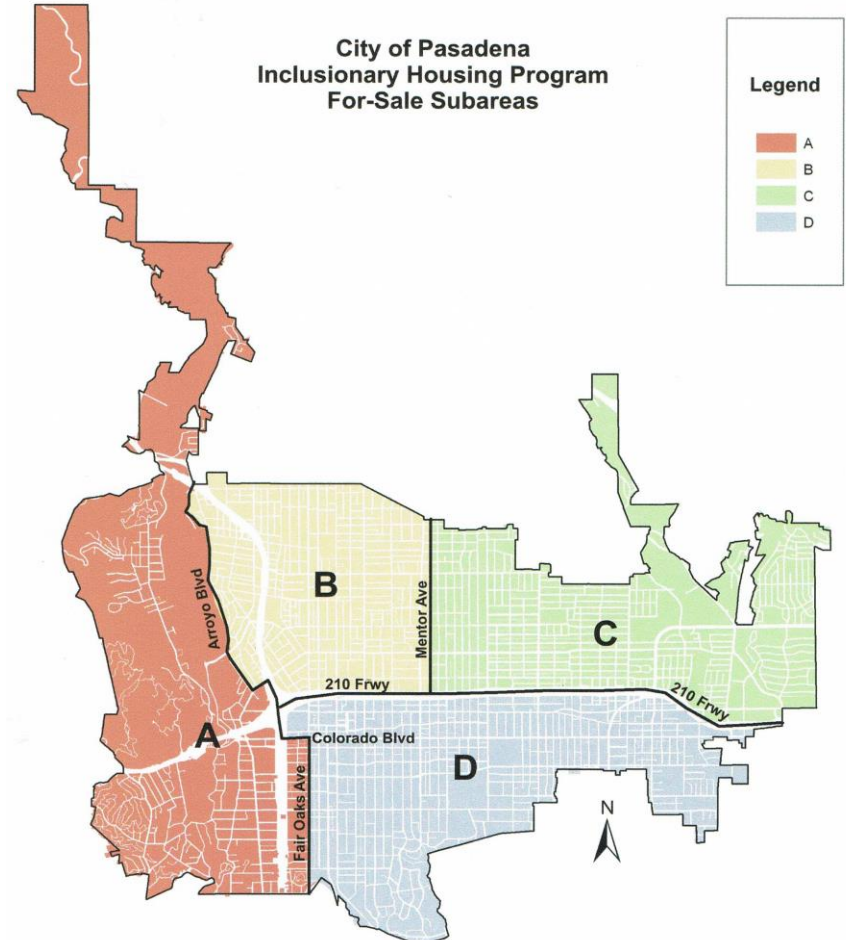 City of Pasadena
Inclusionary Housing Program
For-Sale Subareas
Legend
A
B
C
D
B
Arroyo Blvd
Mentor Ave
C
210 Frwy
210 Frwy
A
Colorado Blvd
D
Fair Oaks Ave
N